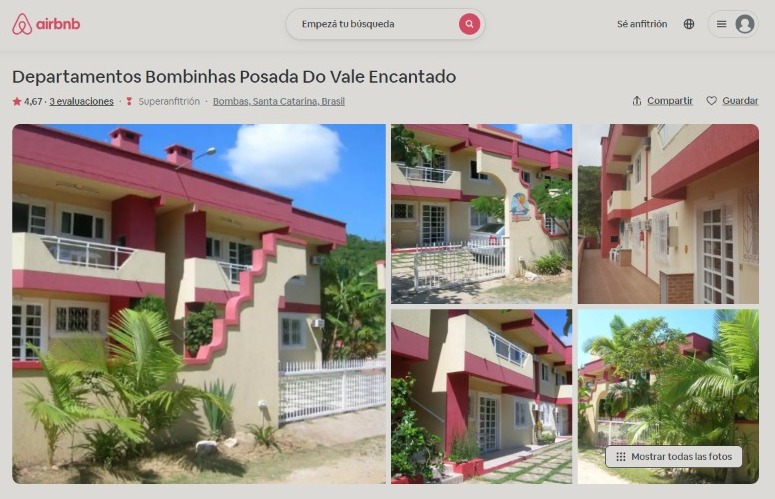 airbnb
Empezá tu búsqueda
Sé anfitrión
Departamentos Bombinhas Posada Do Vale Encantado
4,67 · 3 evaluaciones · Superanfitrión · Bombas, Santa Catarina, Brasil
Compartir
Guardar
Mostrar todas las fotos